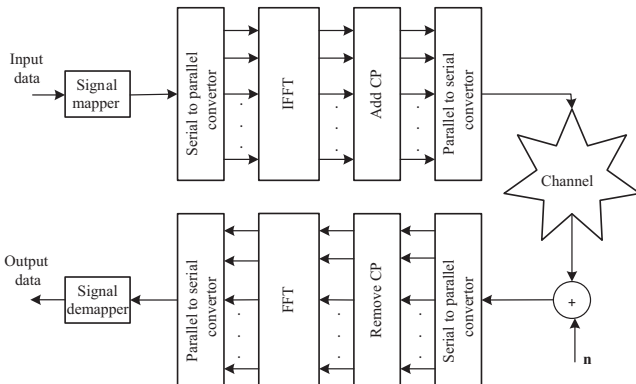 Input
data
Signal
mapper
Serial to parallel
convertor
IFFT
Add CP
Parallel to serial
convertor
Channel
+
n
Serial to parallel
convertor
Remove CP
FFT
Parallel to serial
convertor
Signal
demapper
Output
data